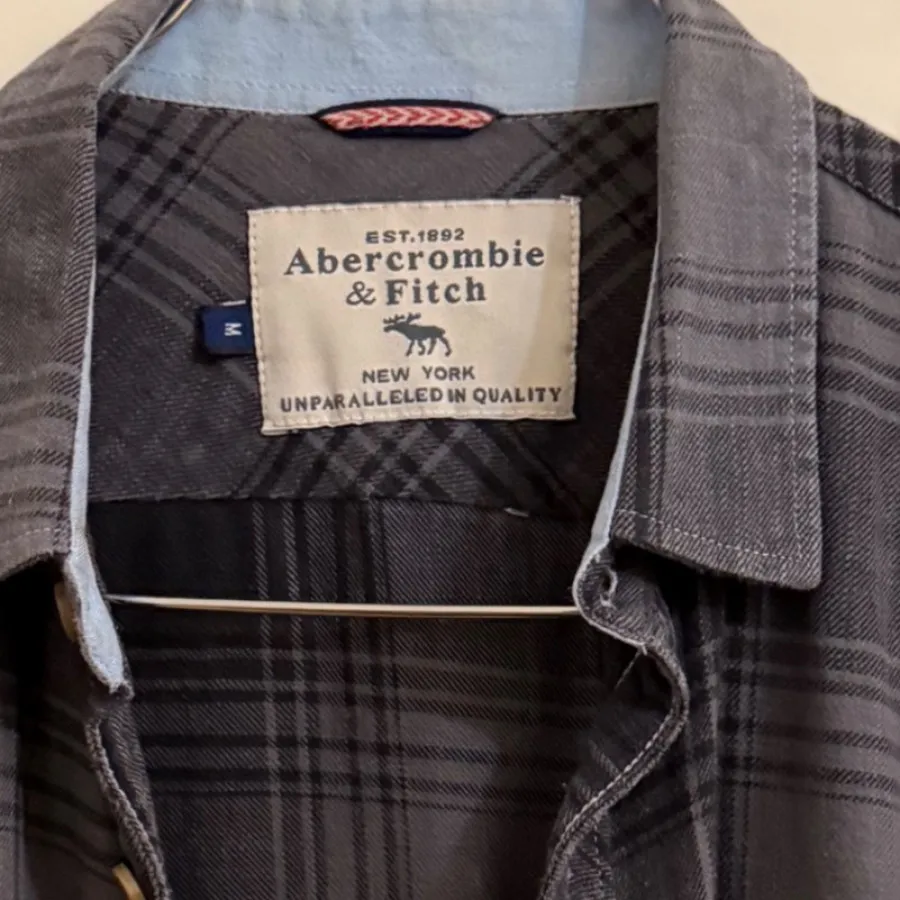 EST.1892
Abercrombie
& Fitch
M
NEW YORK
UNPARALLELED IN QUALITY